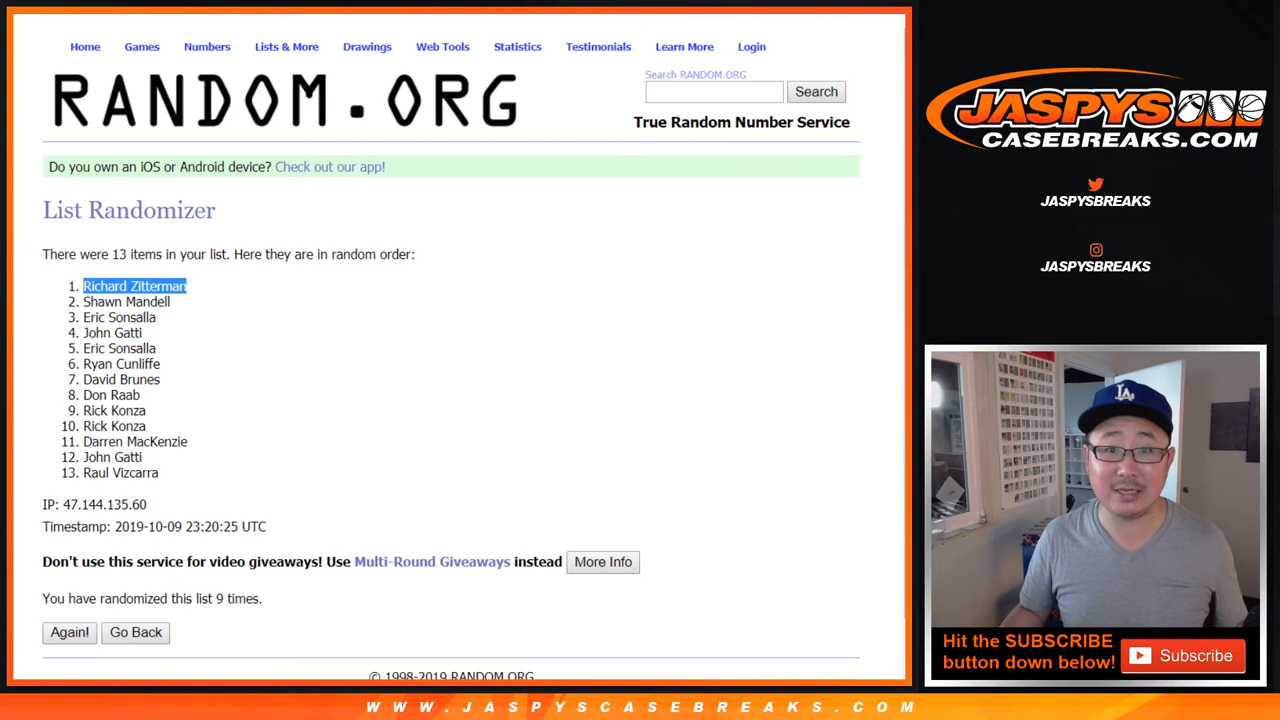 Home Games Numbers Lists & More Drawings Web Tools Statistics Testimonials Learn More Login
RANDOM.ORG
Search RANDOM.ORG
Search
True Random Number Service
Do you own an iOS or Android device? Check out our app!
List Randomizer
There were 13 items in your list. Here they are in random order:
1. Richard Zitterman
2. Shawn Mandell
3. Eric Sonsalla
4. John Gatti
5. Eric Sonsalla
6. Ryan Cunliffe
7. David Brunes
8. Don Raab
9. Rick Konza
10. Rick Konza
11. Darren MacKenzie
12. John Gatti
13. Raul Vizcarra
IP: 47.144.135.60
Timestamp: 2019-10-09 23:20:25 UTC
Don't use this service for video giveaways! Use Multi-Round Giveaways instead More Info
You have randomized this list 9 times.
Again! Go Back
© 1998-2019 RANDOM.ORG
JASPYS
CASEBREAKS.COM
JASPYSBREAKS
JASPYSBREAKS
LA
Hit the SUBSCRIBE
button down below!
Subscribe
WWW.JASPYSCASEBREAKS.COM